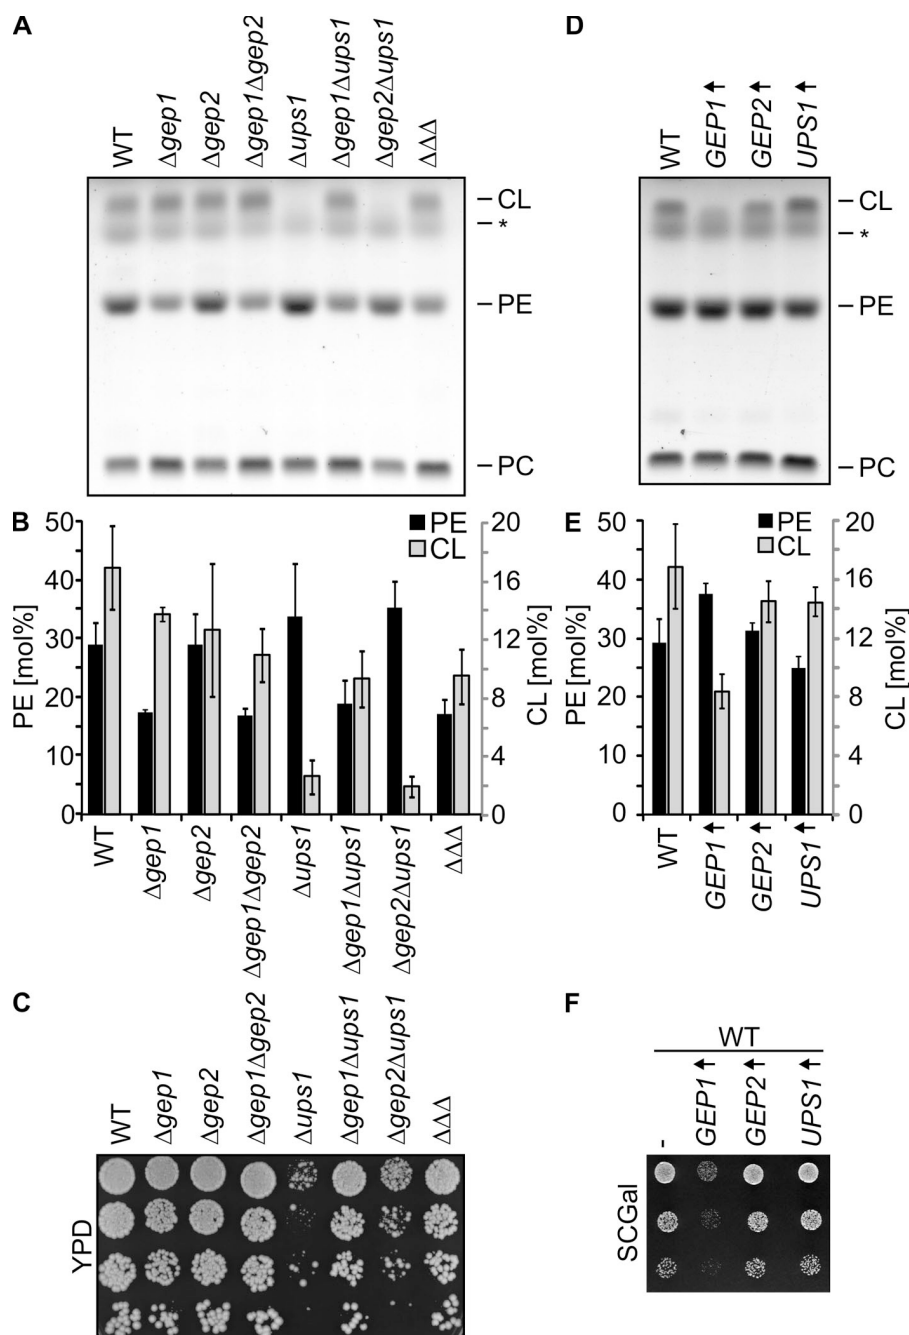 A
WT
Δgep1
Δgep2
Δgep1Δgep2
Δups1
Δgep1Δups1
Δgep2Δups1
ΔΔΔ
– CL
– *
– PE
– PC
B
PE
CL
PE [mol%]
50
40
30
20
10
0
CL [mol%]
20
16
12
8
4
0
WT
Δgep1
Δgep2
Δgep1Δgep2
Δups1
Δgep1Δups1
Δgep2Δups1
ΔΔΔ
C
WT
Δgep1
Δgep2
Δgep1Δgep2
Δups1
Δgep1Δups1
Δgep2Δups1
ΔΔΔ
YPD
D
WT
GEP1↑
GEP2↑
UPS1↑
– CL
– *
– PE
– PC
E
PE
CL
PE [mol%]
50
40
30
20
10
0
CL [mol%]
20
16
12
8
4
0
WT
GEP1↑
GEP2↑
UPS1↑
F
WT
-
GEP1↑
GEP2↑
UPS1↑
SCGal